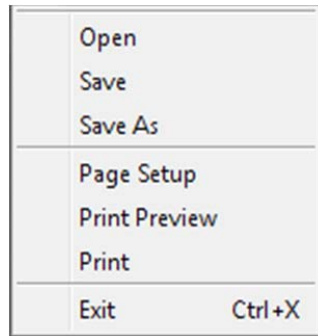 Open
Save
Save As
Page Setup
Print Preview
Print
Exit Ctrl+X